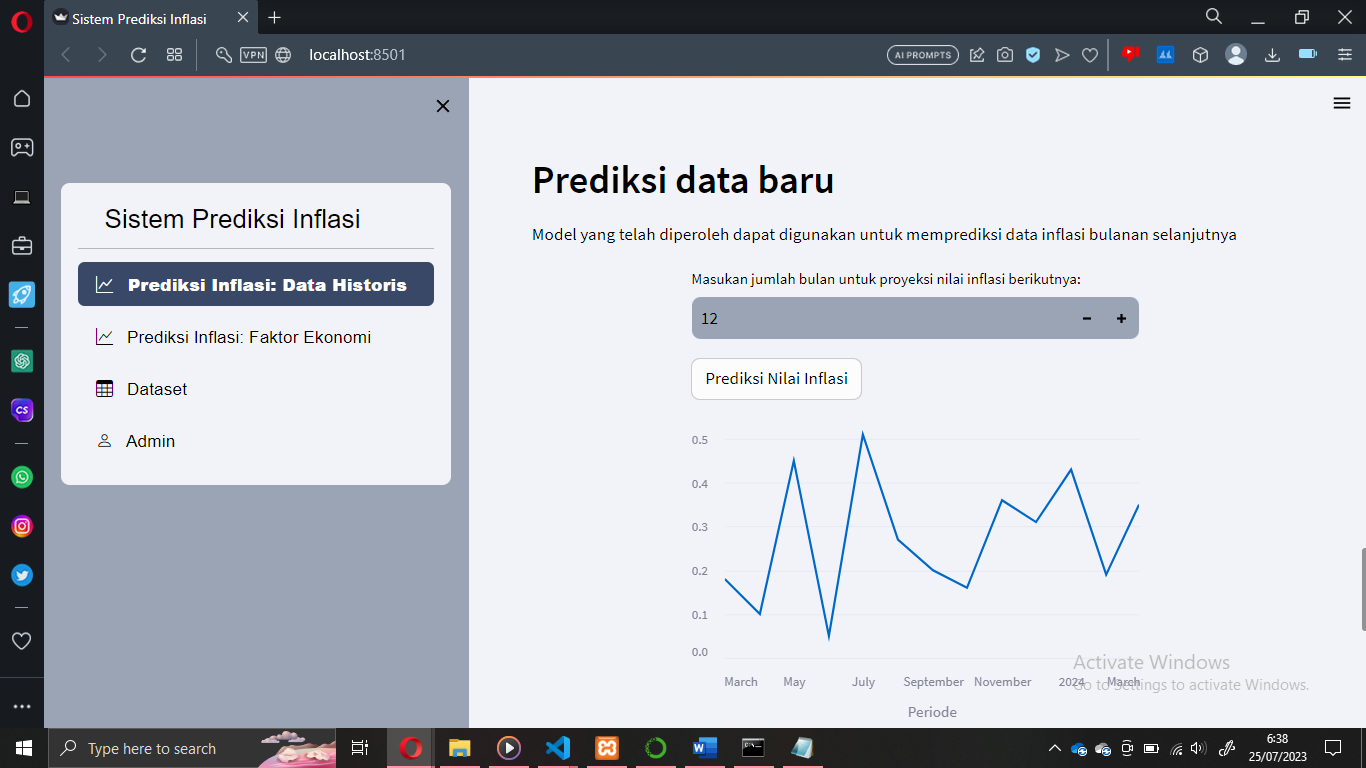 Sistem Prediksi Inflasi
VPN
localhost:8501
AI PROMPTS
Sistem Prediksi Inflasi
Prediksi Inflasi: Data Historis
Prediksi Inflasi: Faktor Ekonomi
Dataset
Admin
CS
Prediksi data baru
Model yang telah diperoleh dapat digunakan untuk memprediksi data inflasi bulanan selanjutnya
Masukan jumlah bulan untuk proyeksi nilai inflasi berikutnya:
12
Prediksi Nilai Inflasi
0.5
0.4
0.3
0.2
0.1
0.0
March May July September November 2024 March
Periode
Activate Windows
Go to Settings to activate Windows.
Type here to search
6:38
25/07/2023